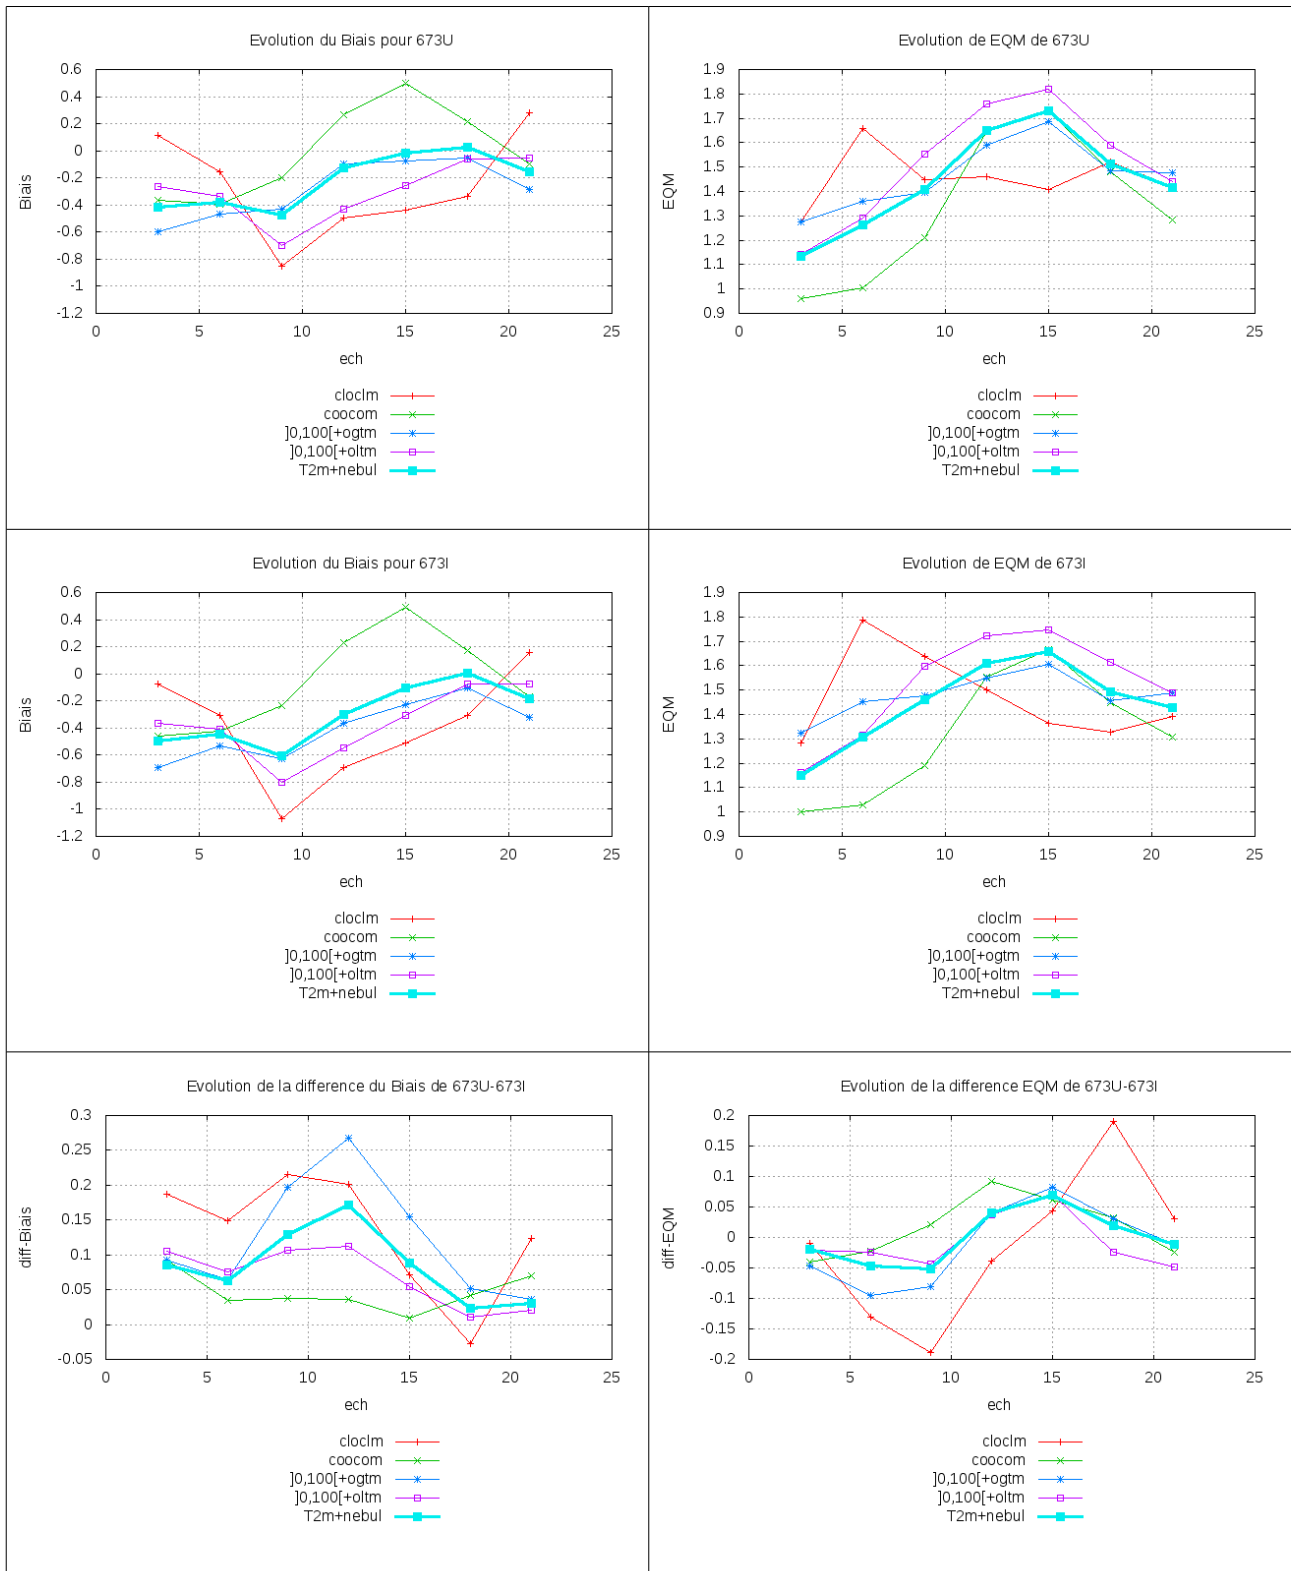 Evolution du Biais pour 673U
0.6
0.4
0.2
0
-0.2
-0.4
-0.6
-0.8
-1
-1.2
Biais
0 5 10 15 20 25
ech
cloclm
coocom
]0,100[+ogtm
]0,100[+oltm
T2m+nebul
Evolution de EQM de 673U
1.9
1.8
1.7
1.6
1.5
1.4
1.3
1.2
1.1
1
0.9
EQM
0 5 10 15 20 25
ech
cloclm
coocom
]0,100[+ogtm
]0,100[+oltm
T2m+nebul
Evolution du Biais pour 673I
0.6
0.4
0.2
0
-0.2
-0.4
-0.6
-0.8
-1
-1.2
Biais
0 5 10 15 20 25
ech
cloclm
coocom
]0,100[+ogtm
]0,100[+oltm
T2m+nebul
Evolution de EQM de 673I
1.9
1.8
1.7
1.6
1.5
1.4
1.3
1.2
1.1
1
0.9
EQM
0 5 10 15 20 25
ech
cloclm
coocom
]0,100[+ogtm
]0,100[+oltm
T2m+nebul
Evolution de la difference du Biais de 673U-673I
0.3
0.25
0.2
0.15
0.1
0.05
0
-0.05
diff-Biais
0 5 10 15 20 25
ech
cloclm
coocom
]0,100[+ogtm
]0,100[+oltm
T2m+nebul
Evolution de la difference EQM de 673U-673I
0.2
0.15
0.1
0.05
0
-0.05
-0.1
-0.15
-0.2
diff-EQM
0 5 10 15 20 25
ech
cloclm
coocom
]0,100[+ogtm
]0,100[+oltm
T2m+nebul